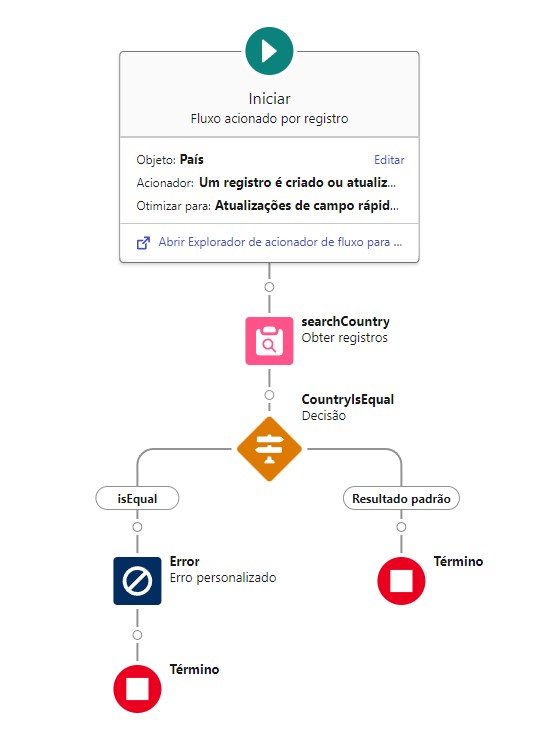 Iniciar
Fluxo acionado por registro
Objeto: País Editar
Acionador: Um registro é criado ou atualiz...
Otimizar para: Atualizações de campo rápid...
Abrir Explorador de acionador de fluxo para ...
searchCountry
Obter registros
CountryIsEqual
Decisão
isEqual Resultado padrão
Error
Erro personalizado
Término
Término